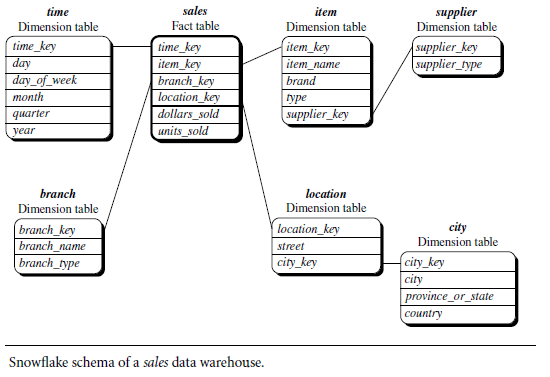 time
Dimension table
time_key
day
day_of_week
month
quarter
year
sales
Fact table
time_key
item_key
branch_key
location_key
dollars_sold
units_sold
item
Dimension table
item_key
item_name
brand
type
supplier_key
supplier
Dimension table
supplier_key
supplier_type
branch
Dimension table
branch_key
branch_name
branch_type
location
Dimension table
location_key
street
city_key
city
Dimension table
city_key
city
province_or_state
country
Snowflake schema of a sales data warehouse.